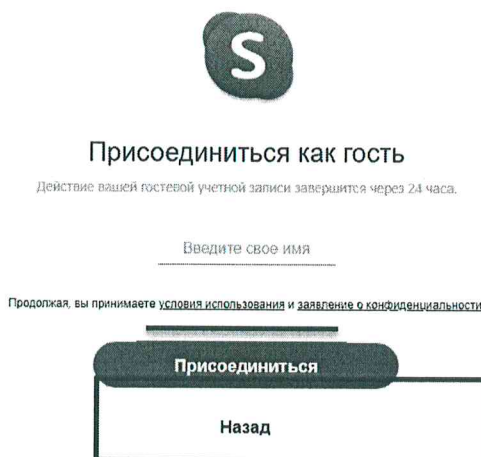 S
Присоединиться как гость
Действие вашей гостевой учетной записи завершится через 24 часа.
Введите свое имя
Продолжая, вы принимаете условия использования и заявление о конфиденциальности
Присоединиться
Назад